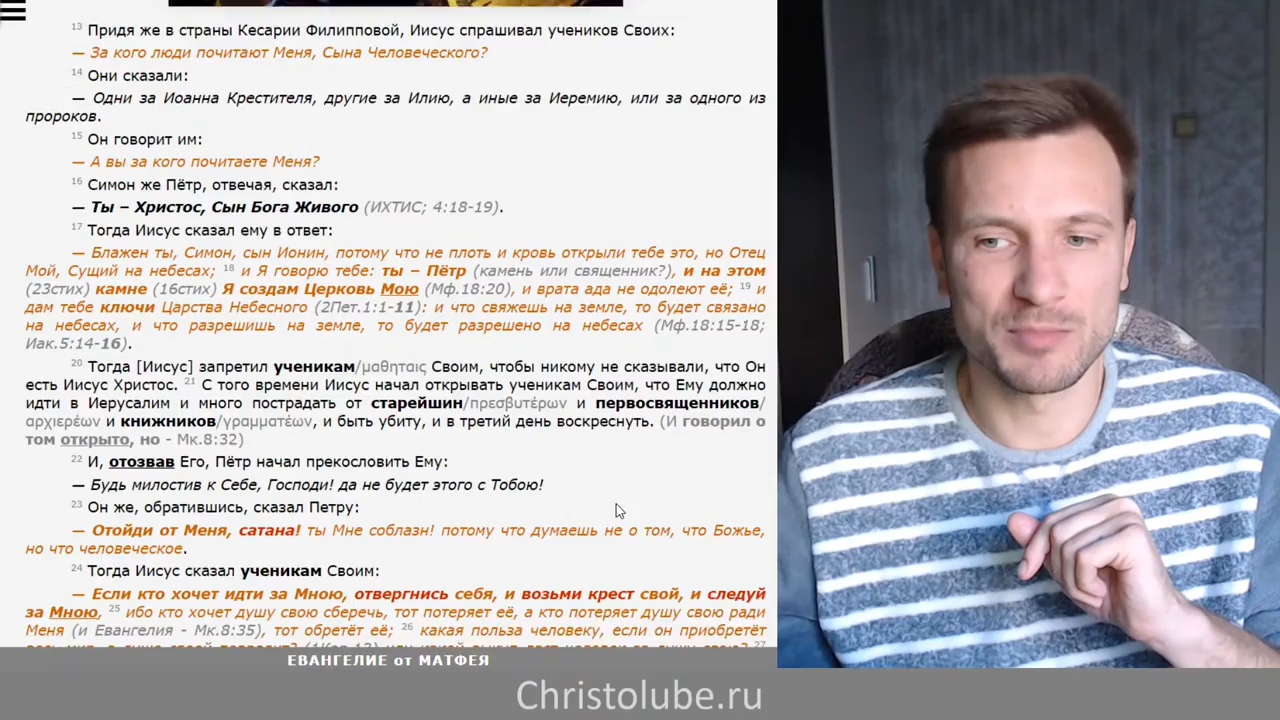 13 Придя же в страны Кесарии Филипповой, Иисус спрашивал учеников Своих:
— За кого люди почитают Меня, Сына Человеческого?
14 Они сказали:
— Одни за Иоанна Крестителя, другие за Илию, а иные за Иеремию, или за одного из
пророков.
15 Он говорит им:
— А вы за кого почитаете Меня?
16 Симон же Пётр, отвечая, сказал:
— Ты – Христос, Сын Бога Живого (ИХТИС; 4:18-19).
17 Тогда Иисус сказал ему в ответ:
— Блажен ты, Симон, сын Ионин, потому что не плоть и кровь открыли тебе это, но Отец
Мой, Сущий на небесах; 18 и Я говорю тебе: ты – Пётр (камень или священник?), и на этом
(23стих) камне (16стих) Я создам Церковь Мою (Мф.18:20), и врата ада не одолеют её; 19 и
дам тебе ключи Царства Небесного (2Пет.1:1-11): и что свяжешь на земле, то будет связано
на небесах, и что разрешишь на земле, то будет разрешено на небесах (Мф.18:15-18;
Иак.5:14-16).
20 Тогда [Иисус] запретил ученикам/μαθηταις Своим, чтобы никому не сказывали, что Он
есть Иисус Христос. 21 С того времени Иисус начал открывать ученикам Своим, что Ему должно
идти в Иерусалим и много пострадать от старейшин/πρεσβυτέρων и первосвященников/
αρχιερέων и книжников/γραμματέων, и быть убиту, и в третий день воскреснуть. (И говорил о
том открыто, но - Мк.8:32)
22 И, отозвав Его, Пётр начал прекословить Ему:
— Будь милостив к Себе, Господи! да не будет этого с Тобою!
23 Он же, обратившись, сказал Петру:
— Отойди от Меня, сатана! ты Мне соблазн! потому что думаешь не о том, что Божье,
но что человеческое.
24 Тогда Иисус сказал ученикам Своим:
— Если кто хочет идти за Мною, отвергнись себя, и возьми крест свой, и следуй
за Мною, 25 ибо кто хочет душу свою сберечь, тот потеряет её, а кто потеряет душу свою ради
Меня (и Евангелия - Мк.8:35), тот обретёт её; 26 какая польза человеку, если он приобретёт
ЕВАНГЕЛИЕ от МАТФЕЯ
Christolube.ru